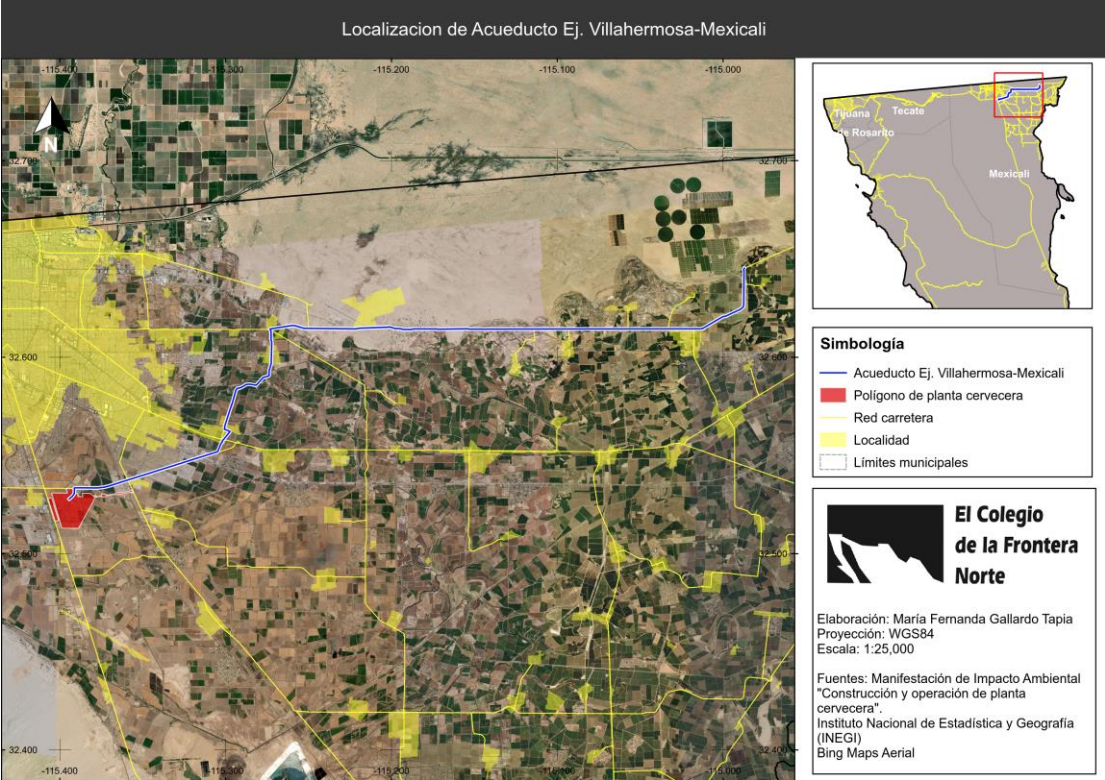 Localizacion de Acueducto Ej. Villahermosa-Mexicali
-115.400
-115.300
-115.200
-115.100
-115.000
N
32.700
32.700
32.600
32.600
32.500
32.500
32.400
32.400
-115.400
-115.300
-115.200
-115.100
-115.000
Tijuana
Tecate
de Rosarito
Mexicali
Simbología
Acueducto Ej. Villahermosa-Mexicali
Polígono de planta cervecera
Red carretera
Localidad
Límites municipales
El Colegio
de la Frontera
Norte
Elaboración: María Fernanda Gallardo Tapia
Proyección: WGS84
Escala: 1:25,000
Fuentes: Manifestación de Impacto Ambiental
"Construcción y operación de planta
cervecera".
Instituto Nacional de Estadística y Geografía
(INEGI)
Bing Maps Aerial